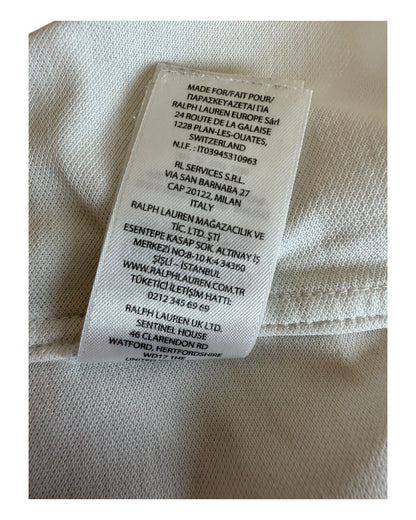 MADE FOR/FAIT POUR/
ΠΑΡΑΣΚΕΥΑΖΕΤΑΙ ΓΙΑ
RALPH LAUREN EUROPE Sárl
24 ROUTE DE LA GALAISE
1228 PLAN-LES-OUATES,
SWITZERLAND
N.I.F. : IT03945310963
RL SERVICES S.R.L.
VIA SAN BARNABA 27
CAP 20122, MILAN
ITALY
RALPH LAUREN MAĞAZACILIK VE
TİC. LTD. ŞTİ
ESENTEPE KASAP SOK. ALTINAY İŞ
MERKEZİ NO:8-10 K:4 34360
ŞİŞLİ – İSTANBUL
WWW.RALPHLAUREN.COM
TÜKETİCİ İLETİŞİM HATTI:
0212 345 69 69
RALPH LAUREN UK LTD.
SENTINEL HOUSE
46 CLARENDON RD
WATFORD, HERTFORDSHIRE
WD17 1HE